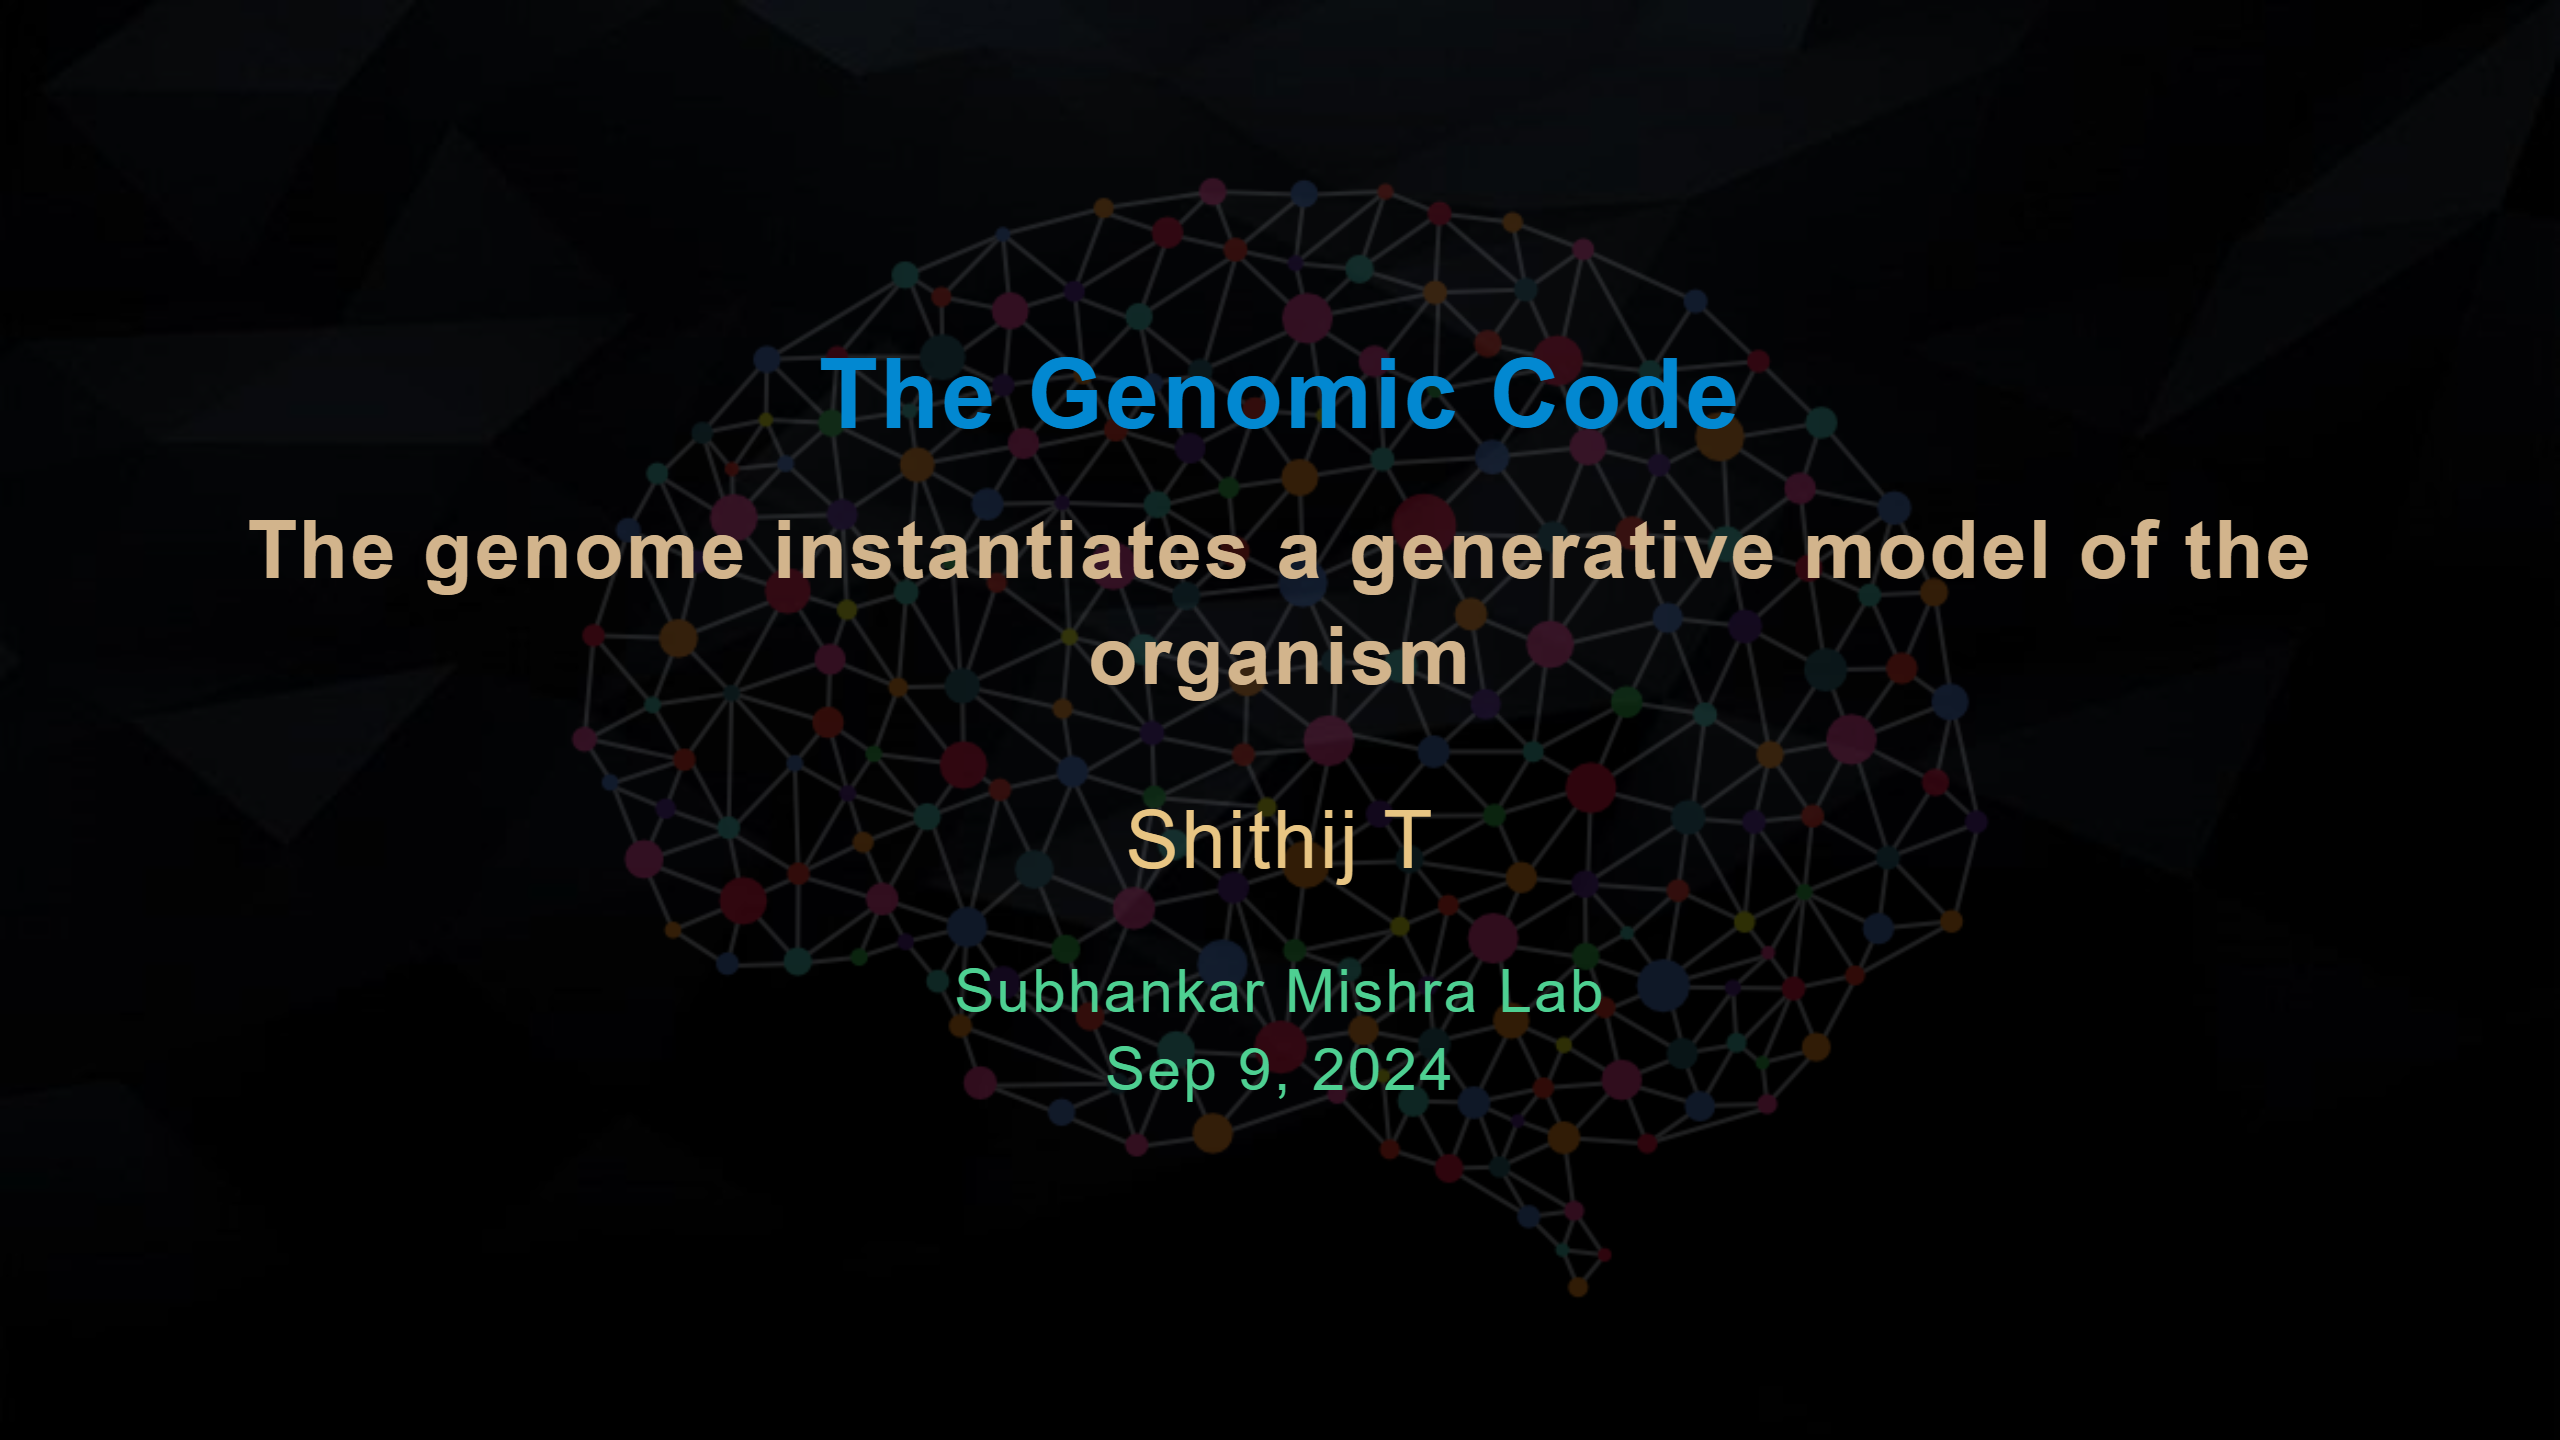 The Genomic Code
The genome instantiates a generative model of the
organism
Shithij T
Subhankar Mishra Lab
Sep 9, 2024